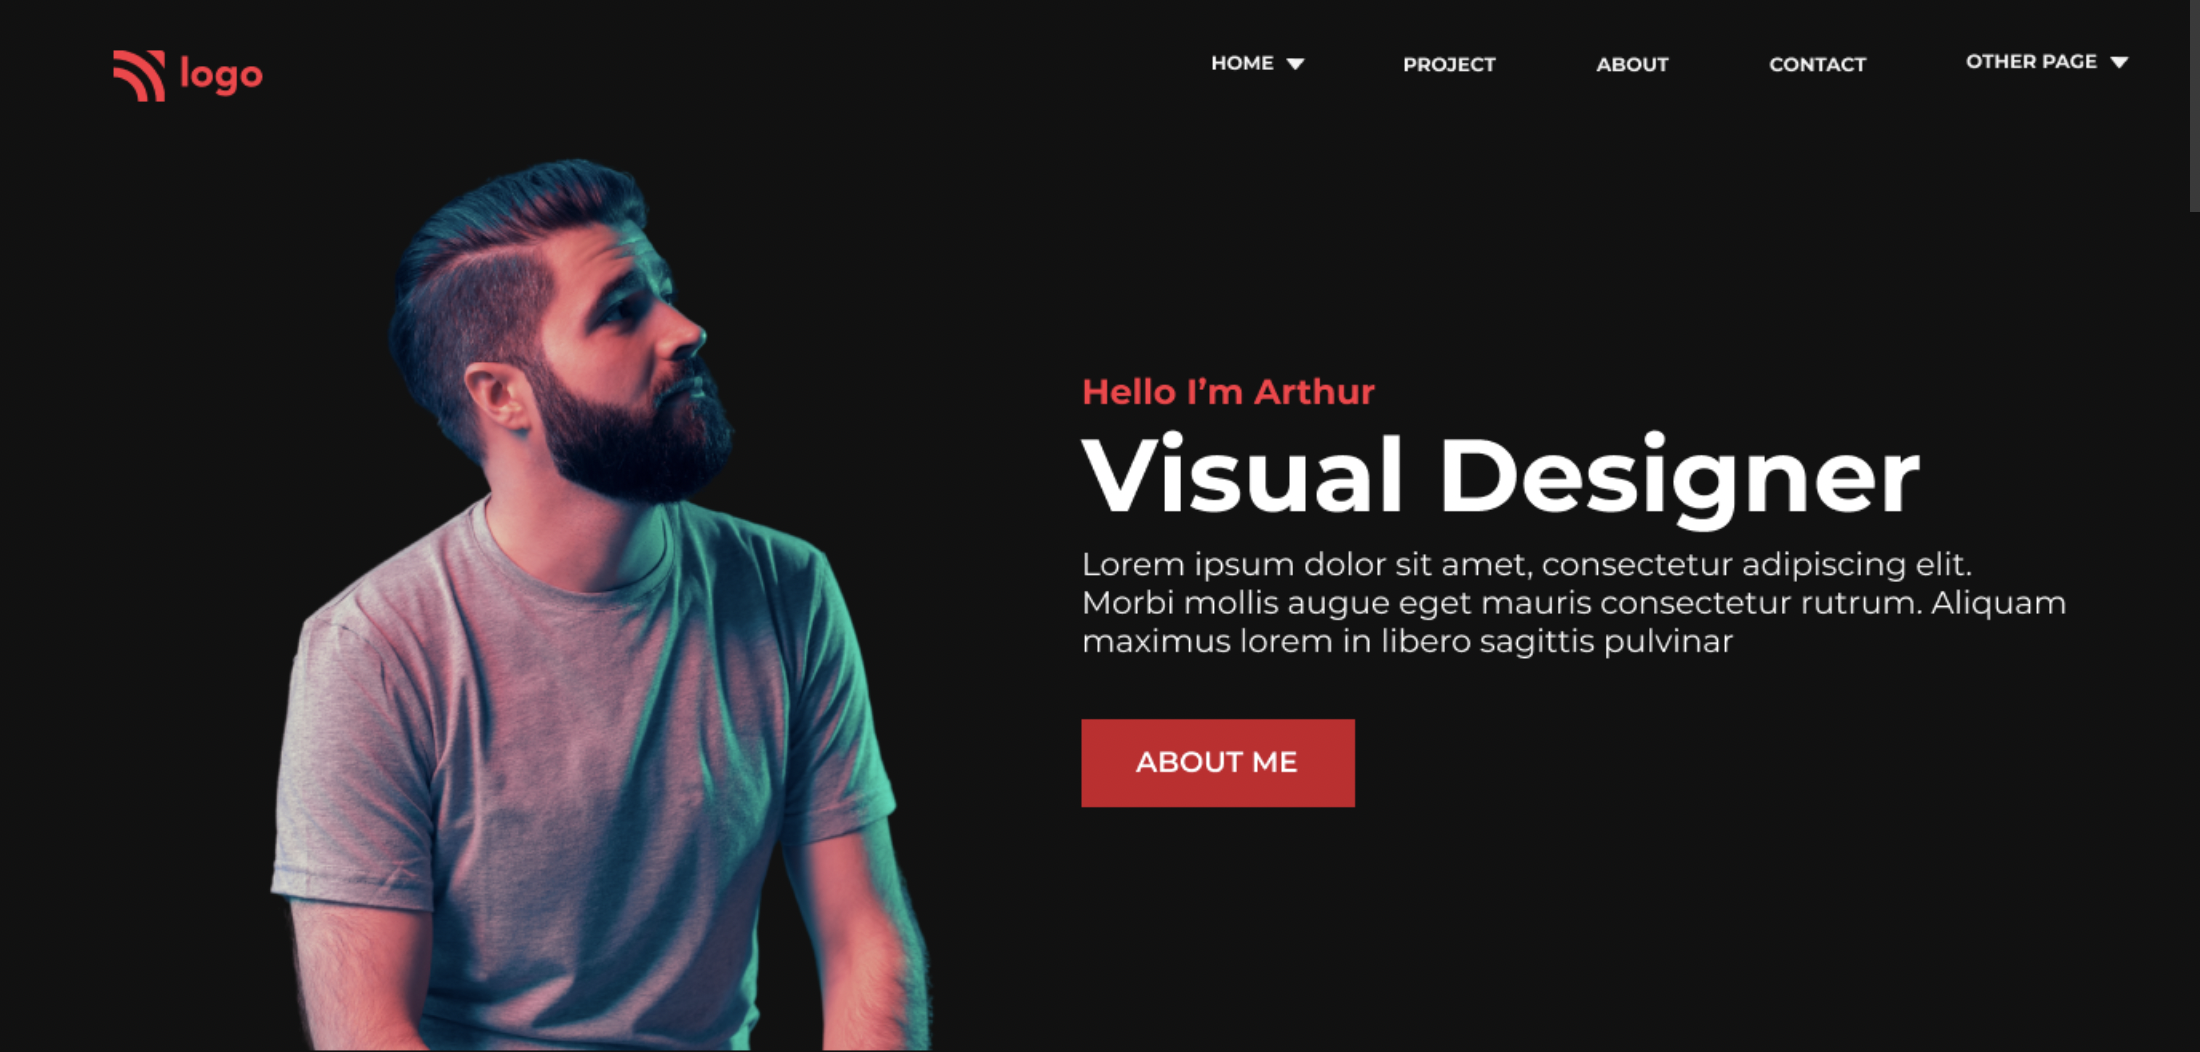 logo
HOME
PROJECT
ABOUT
CONTACT
OTHER PAGE
Hello I’m Arthur
Visual Designer
Lorem ipsum dolor sit amet, consectetur adipiscing elit.
Morbi mollis augue eget mauris consectetur rutrum. Aliquam
maximus lorem in libero sagittis pulvinar
ABOUT ME